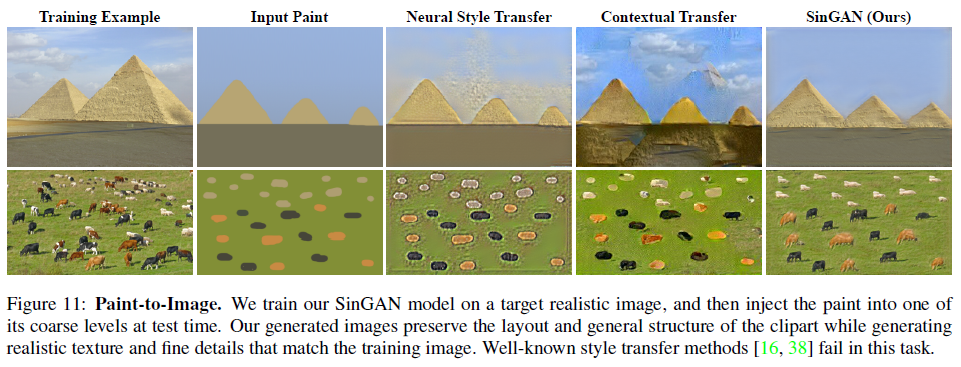 Training Example Input Paint Neural Style Transfer Contextual Transfer SinGAN (Ours)
Figure 11: Paint-to-Image. We train our SinGAN model on a target realistic image, and then inject the paint into one of
its coarse levels at test time. Our generated images preserve the layout and general structure of the clipart while generating
realistic texture and fine details that match the training image. Well-known style transfer methods [16, 38] fail in this task.